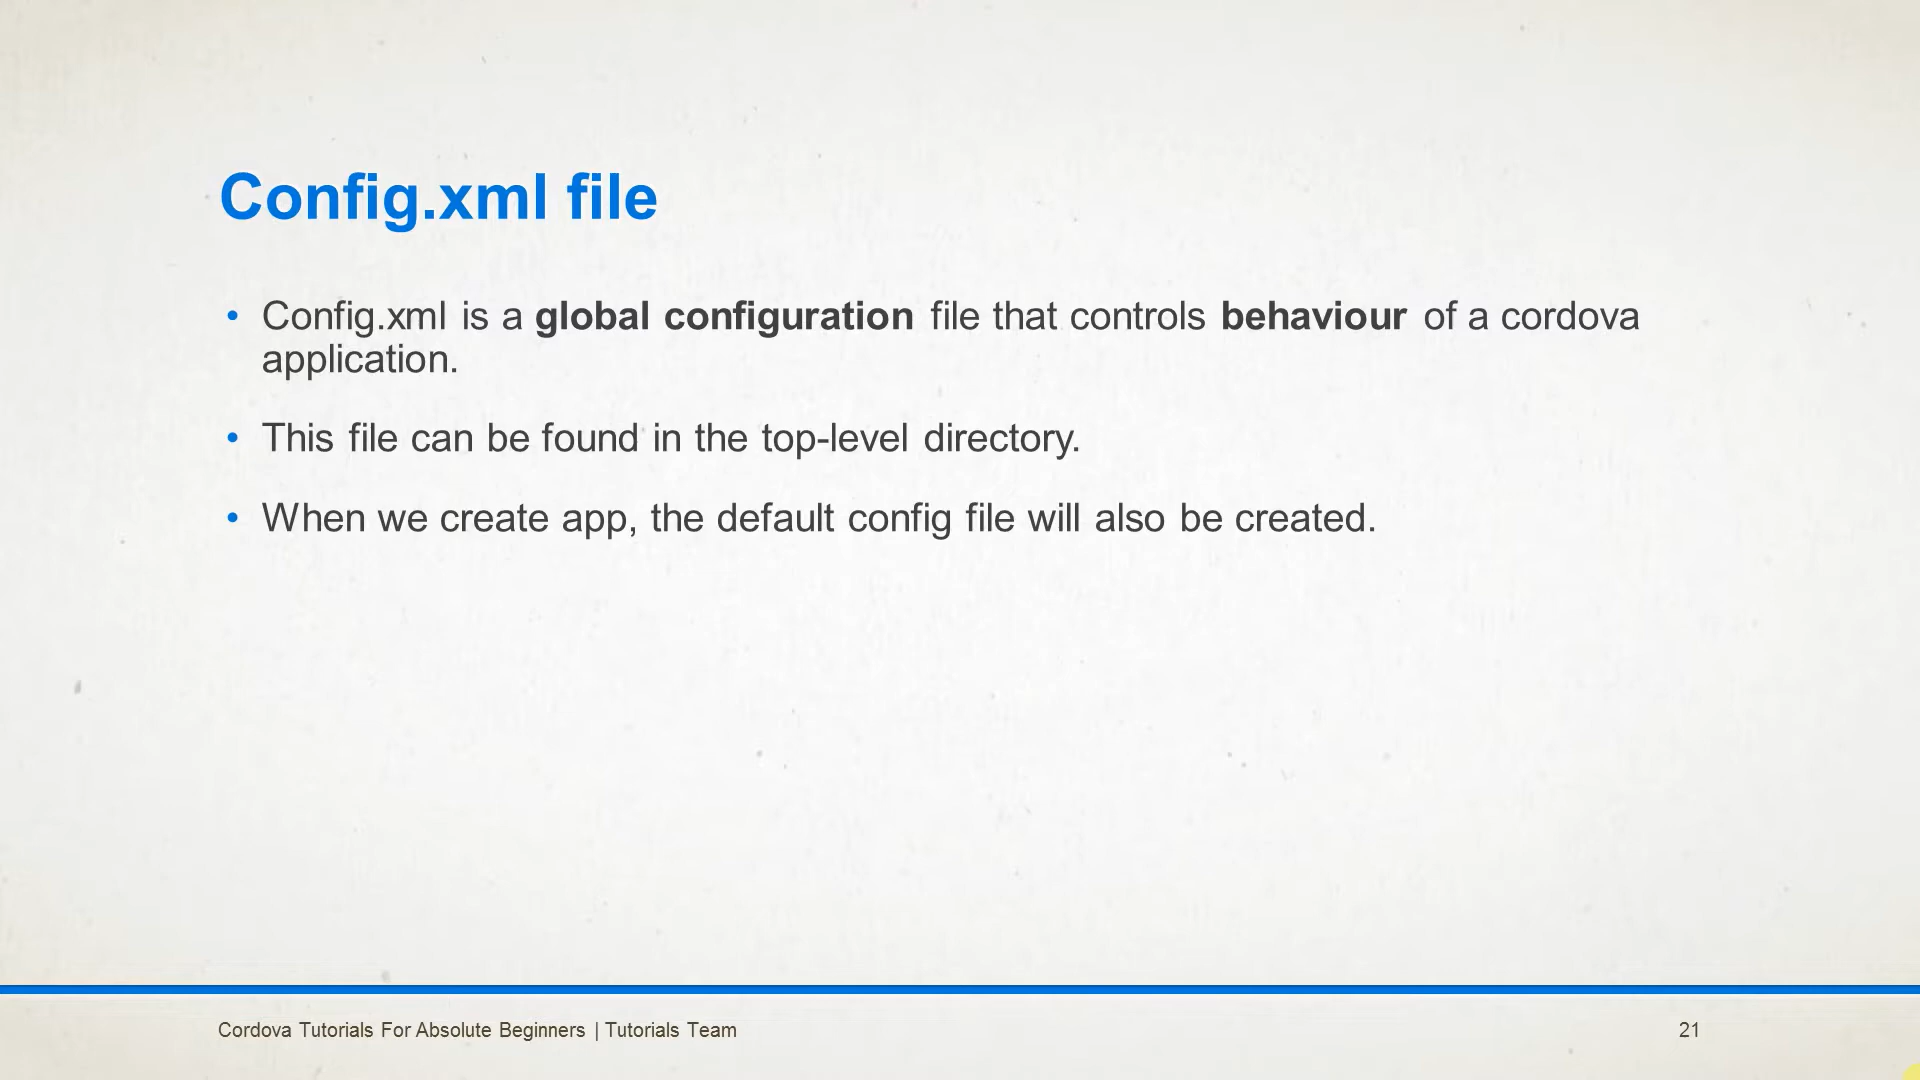 Config.xml file
• Config.xml is a global configuration file that controls behaviour of a cordova
application.
• This file can be found in the top-level directory.
• When we create app, the default config file will also be created.
Cordova Tutorials For Absolute Beginners | Tutorials Team
21